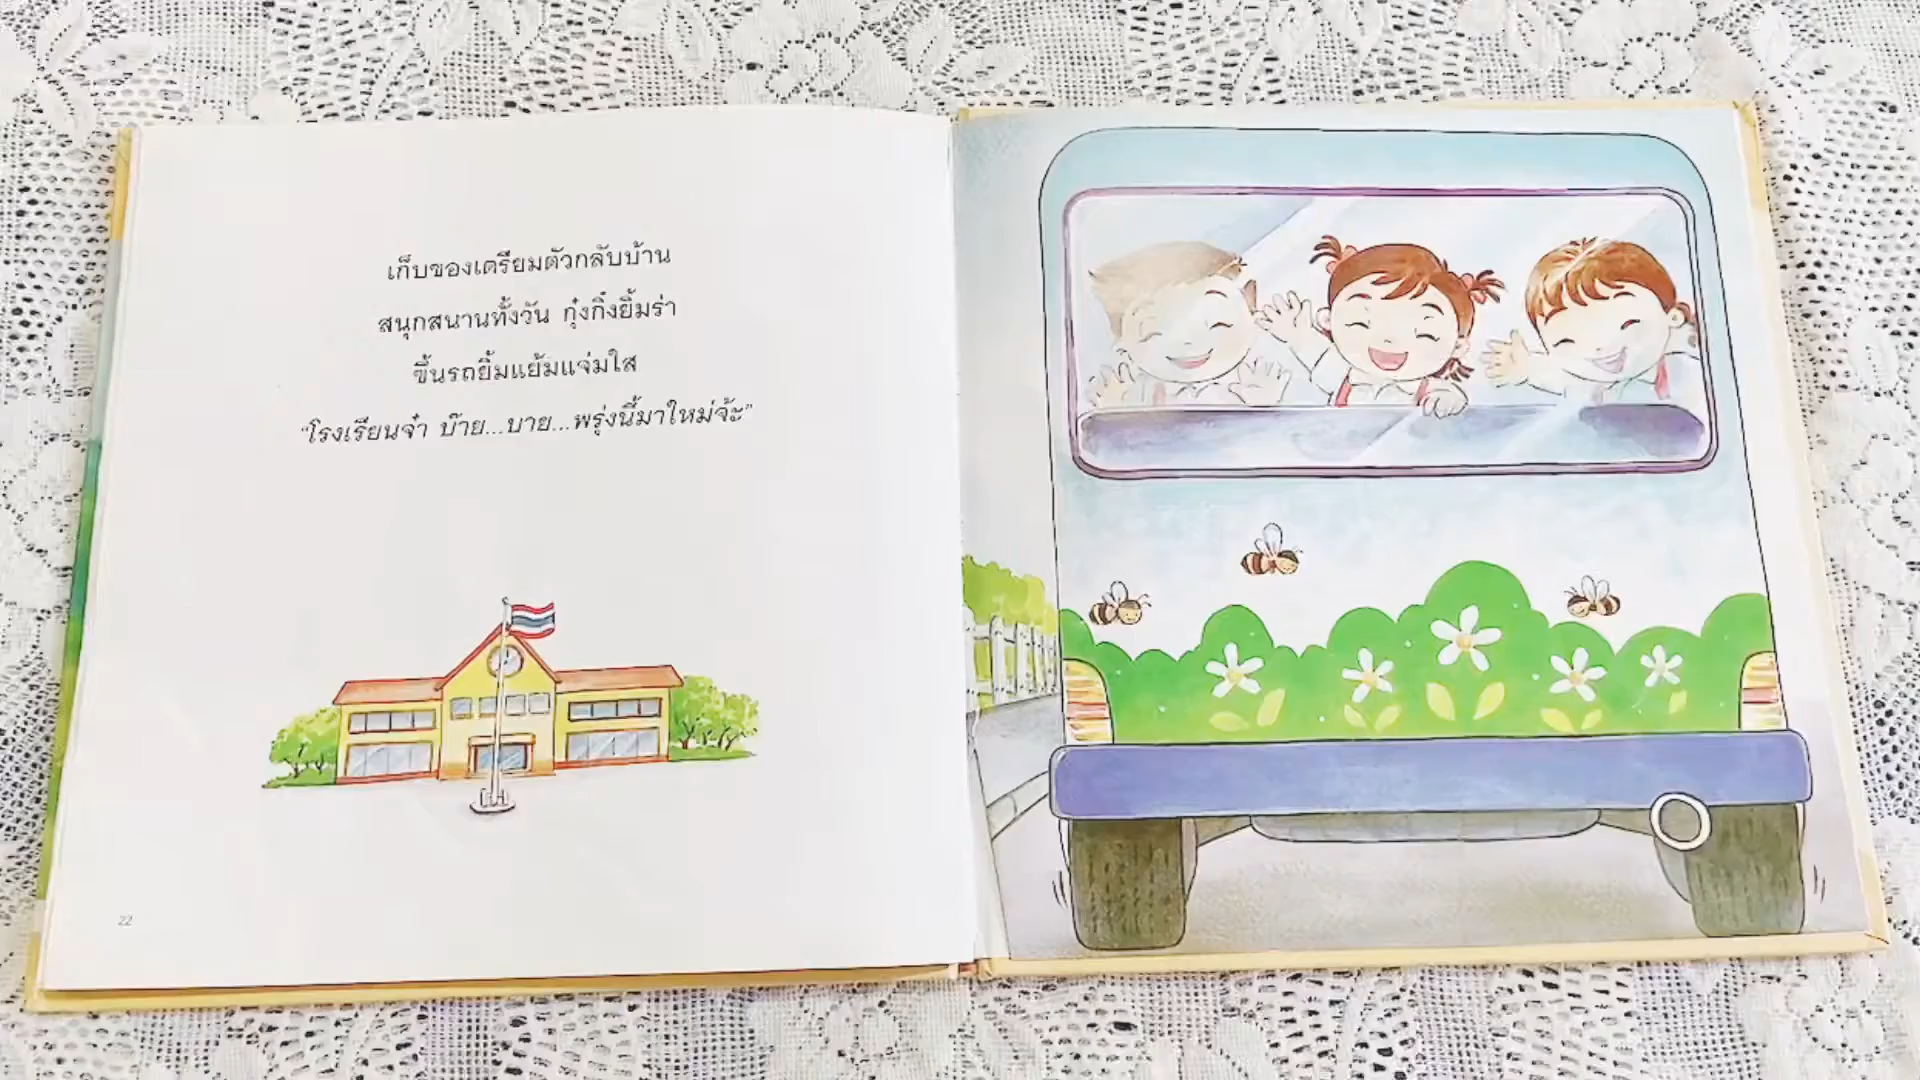 เก็บของเตรียมตัวกลับบ้าน
สนุกสนานทั้งวัน กุ๋งกิ๋งยิ้มร่า
ขึ้นรถยิ้มแย้มแจ่มใส
“โรงเรียนจ๋า บ๊าย...บาย...พรุ่งนี้มาใหม่จ้ะ”
22